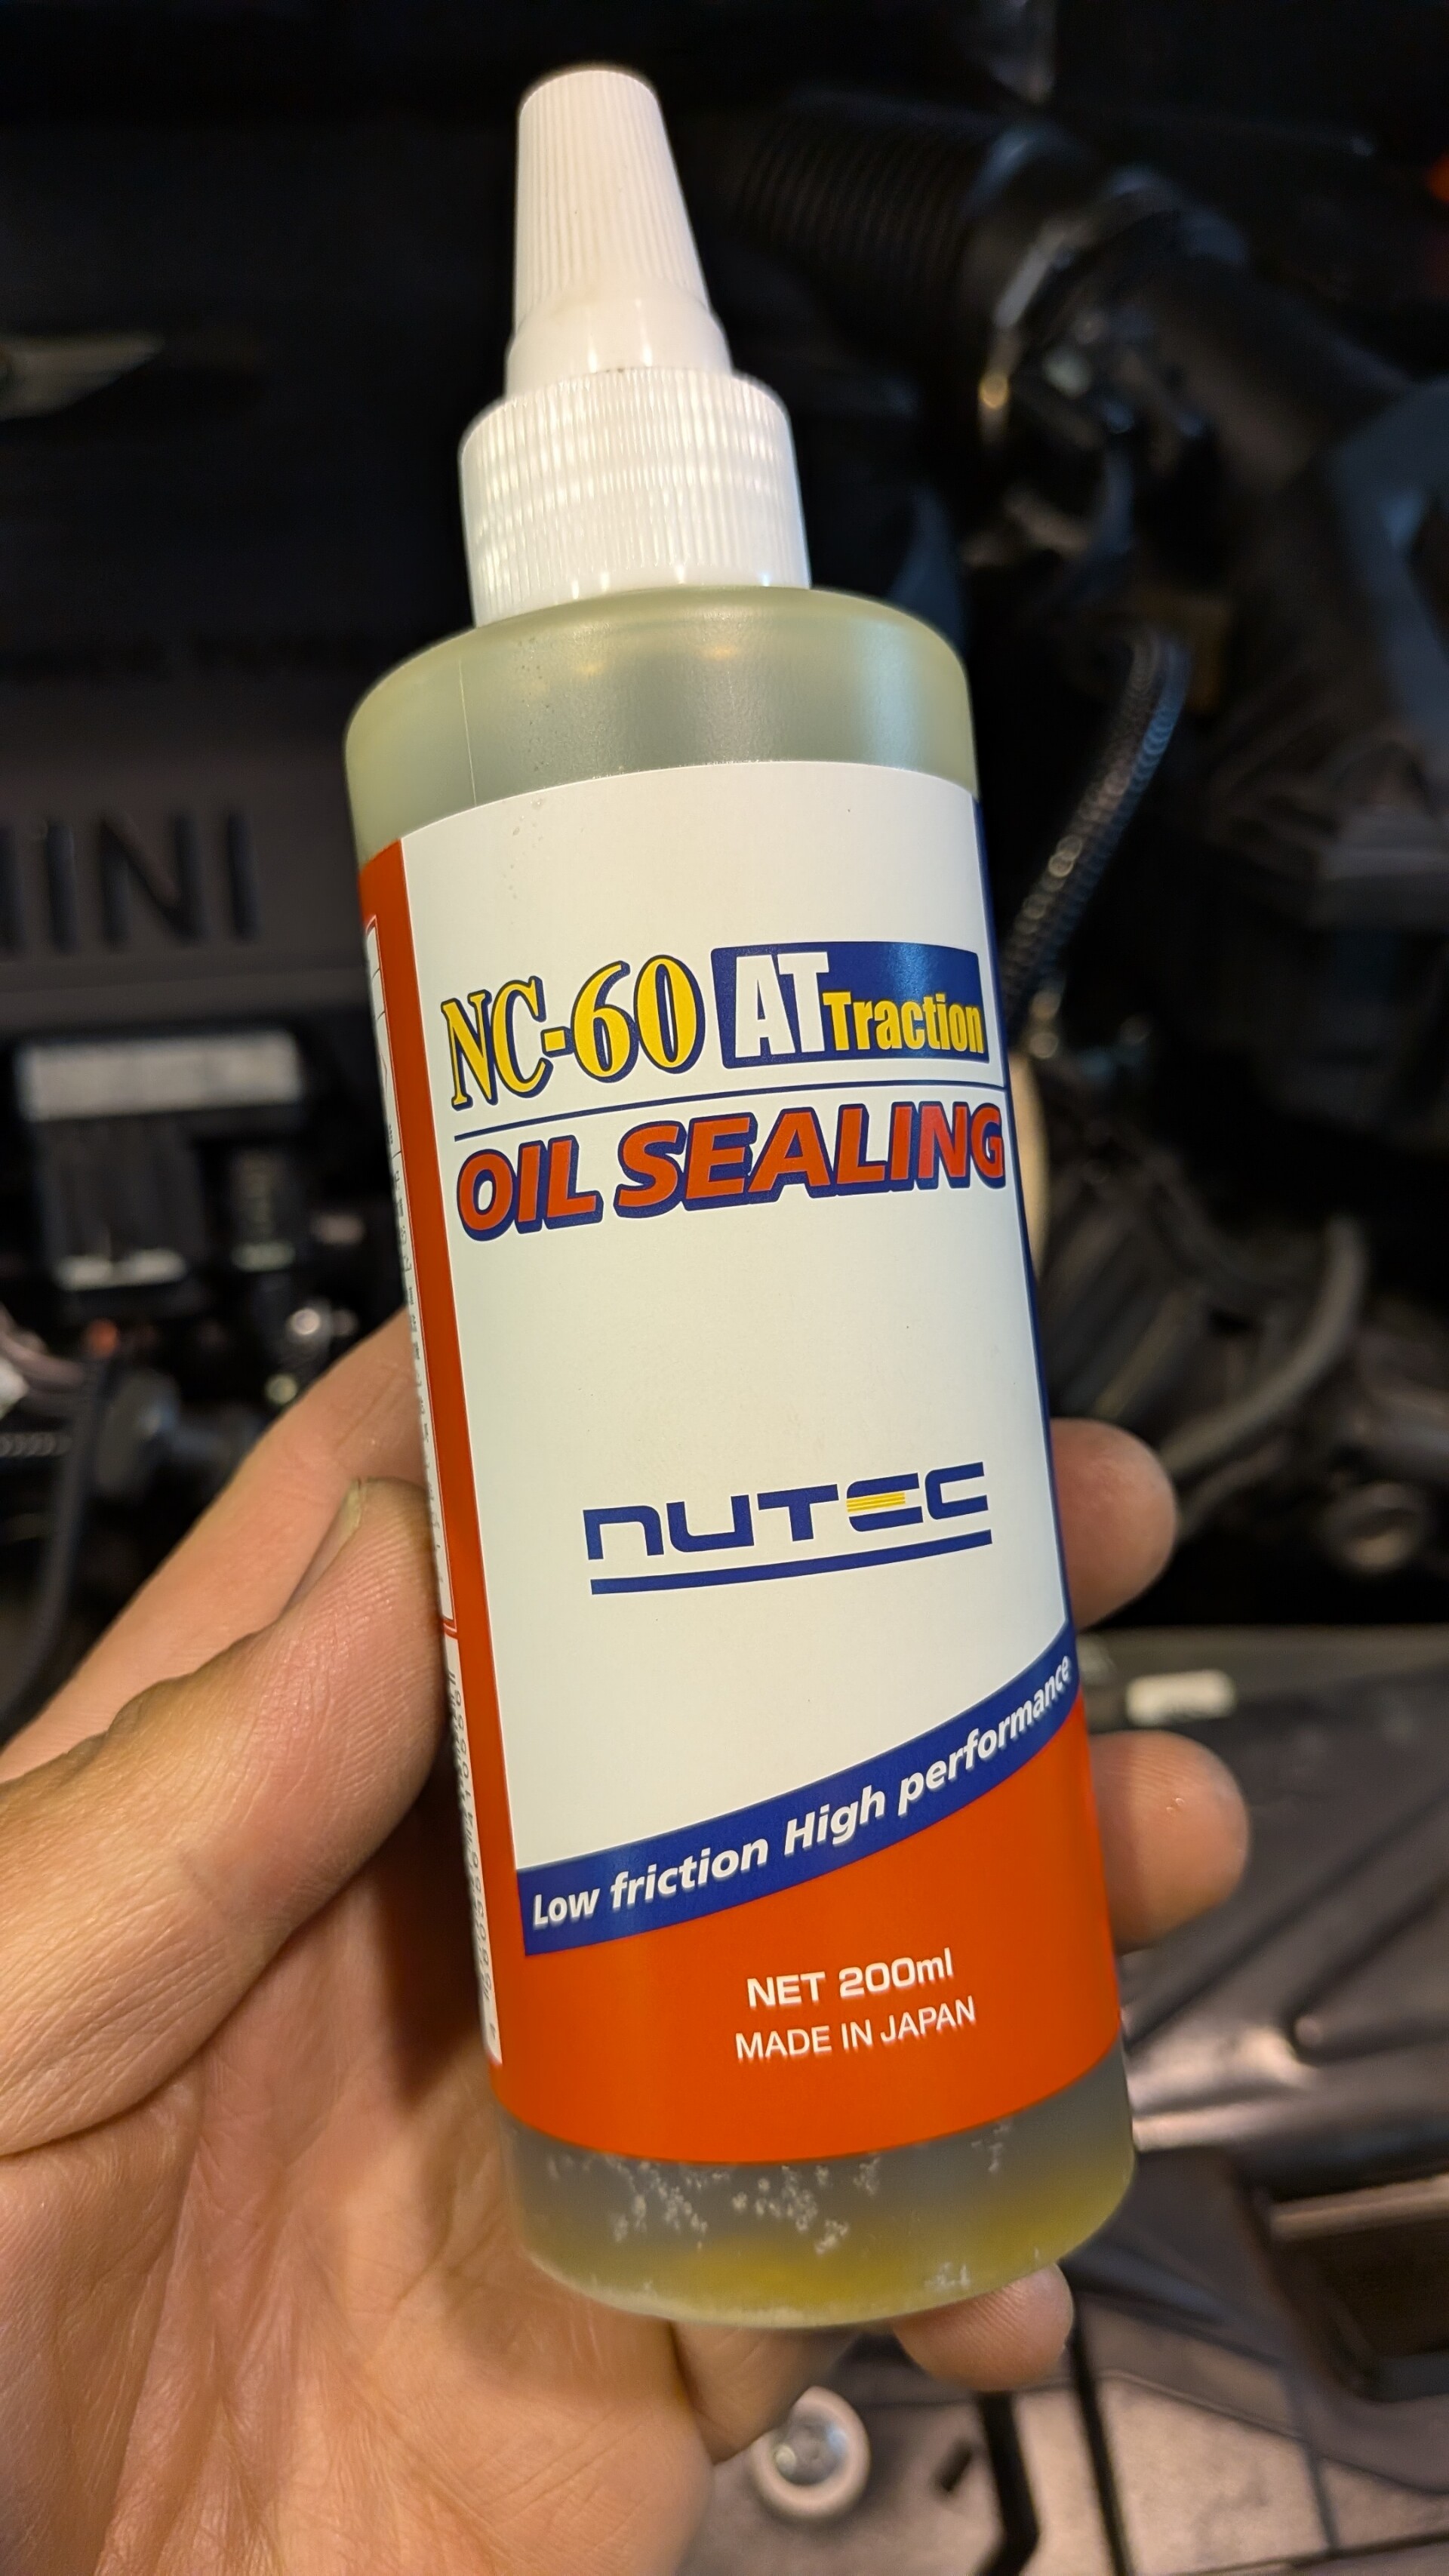 NC-60 AT Traction
OIL SEALING
NUTEC
Low friction High performance
NET 200ml
MADE IN JAPAN